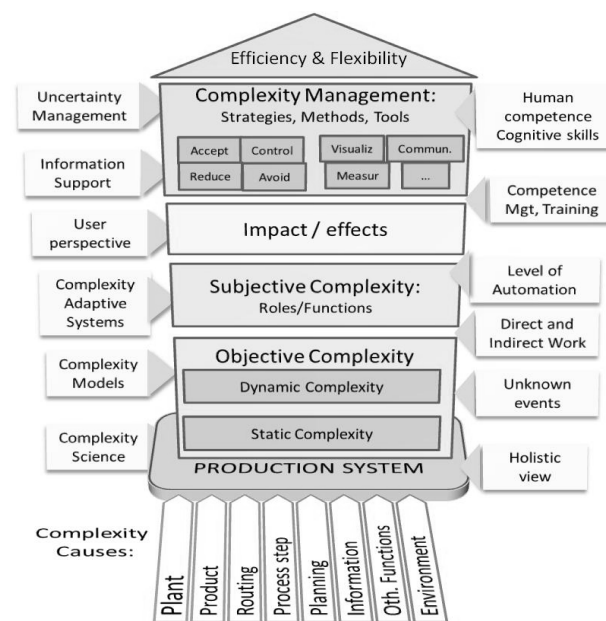 Efficiency & Flexibility
Complexity Management:
Strategies, Methods, Tools
Accept
Control
Visualiz
Commun.
Reduce
Avoid
Measur
...
Impact / effects
Subjective Complexity:
Roles/Functions
Objective Complexity
Dynamic Complexity
Static Complexity
PRODUCTION SYSTEM
Uncertainty
Management
Information
Support
User
perspective
Complexity
Adaptive
Systems
Complexity
Models
Complexity
Science
Human
competence
Cognitive skills
Competence
Mgt, Training
Level of
Automation
Direct and
Indirect Work
Unknown
events
Holistic
view
Complexity
Causes:
Plant
Product
Routing
Process step
Planning
Information
Oth. Functions
Environment